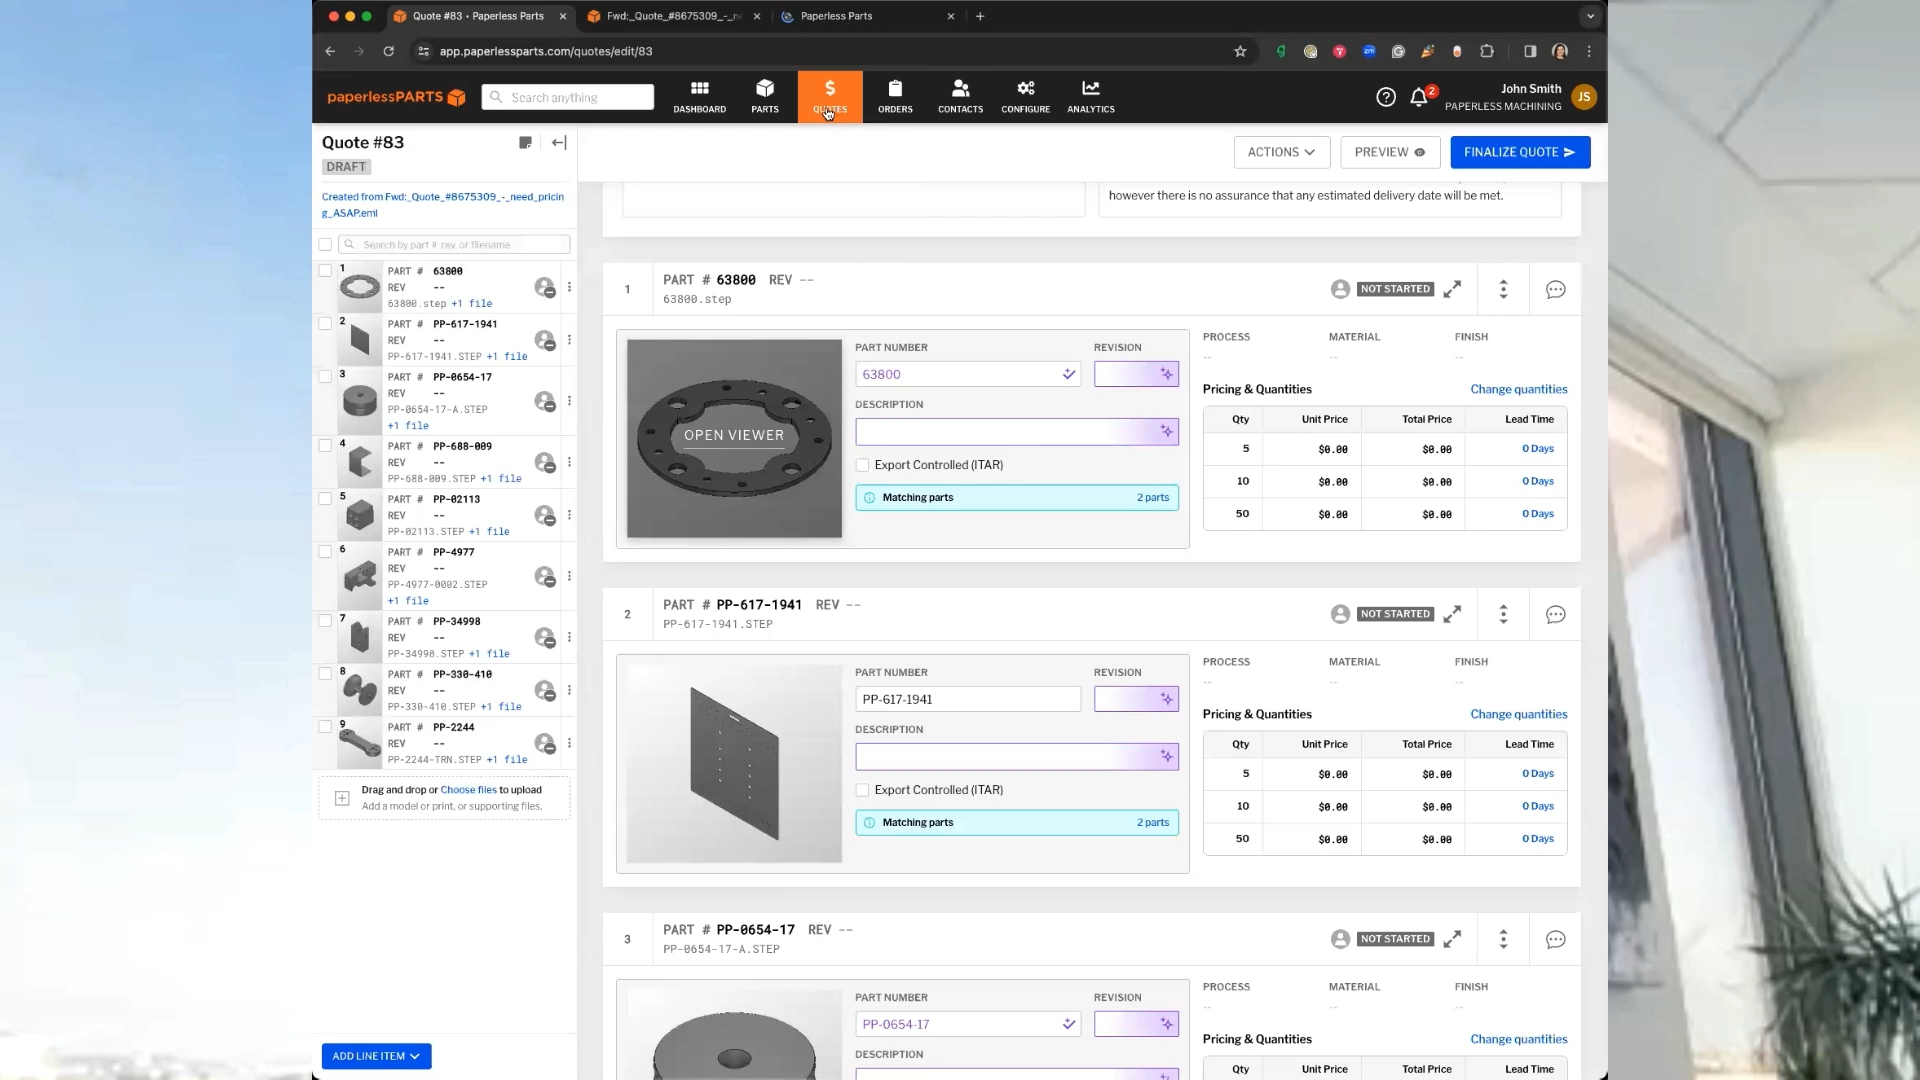 Quote #83 • Paperless Parts
Fwd:_Quote_#8675309_-_n
Paperless Parts
app.paperlessparts.com/quotes/edit/83
paperlessPARTS
Search anything
DASHBOARD
PARTS
$
QUOTES
ORDERS
CONTACTS
CONFIGURE
ANALYTICS
2
John Smith
PAPERLESS MACHINING
JS
Quote #83
DRAFT
Created from Fwd:_Quote_#8675309_-_need_pricin
g_ASAP.eml
Search by part #, rev, or filename
1
PART # 63800
REV --
63800.step +1 file
2
PART # PP-617-1941
REV --
PP-617-1941.STEP +1 file
3
PART # PP-0654-17
REV --
PP-0654-17-A.STEP
+1 file
4
PART # PP-688-009
REV --
PP-688-009.STEP +1 file
5
PART # PP-02113
REV --
PP-02113.STEP +1 file
6
PART # PP-4977
REV --
PP-4977-0002.STEP
+1 file
7
PART # PP-34998
REV --
PP-34998.STEP +1 file
8
PART # PP-330-410
REV --
PP-330-410.STEP +1 file
9
PART # PP-2244
REV --
PP-2244-TRN.STEP +1 file
Drag and drop or Choose files to upload
Add a model or print, or supporting files.
ADD LINE ITEM
ACTIONS
PREVIEW
FINALIZE QUOTE
however there is no assurance that any estimated delivery date will be met.
1
PART # 63800 REV --
63800.step
NOT STARTED
OPEN VIEWER
PART NUMBER
REVISION
63800
DESCRIPTION
Export Controlled (ITAR)
Matching parts
2 parts
PROCESS MATERIAL FINISH
-- -- --
Pricing & Quantities
Change quantities
Qty Unit Price Total Price Lead Time
5 $0.00 $0.00 0 Days
10 $0.00 $0.00 0 Days
50 $0.00 $0.00 0 Days
2
PART # PP-617-1941 REV --
PP-617-1941.STEP
NOT STARTED
PART NUMBER
REVISION
PP-617-1941
DESCRIPTION
Export Controlled (ITAR)
Matching parts
2 parts
PROCESS MATERIAL FINISH
-- -- --
Pricing & Quantities
Change quantities
Qty Unit Price Total Price Lead Time
5 $0.00 $0.00 0 Days
10 $0.00 $0.00 0 Days
50 $0.00 $0.00 0 Days
3
PART # PP-0654-17 REV --
PP-0654-17-A.STEP
NOT STARTED
PART NUMBER
REVISION
PP-0654-17
DESCRIPTION
PROCESS MATERIAL FINISH
-- -- --
Pricing & Quantities
Change quantities
Qty Unit Price Total Price Lead Time